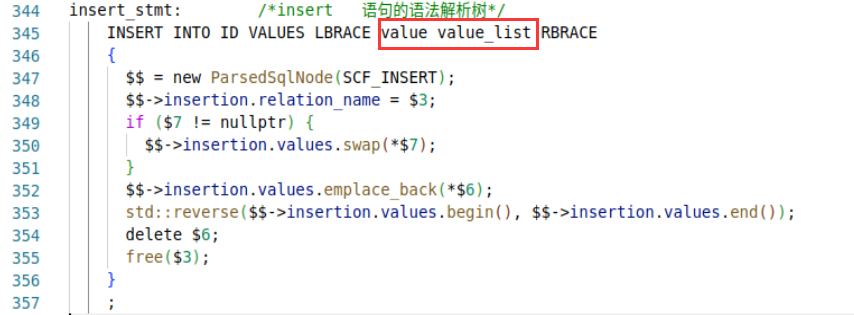 344 insert_stmt:        /*insert   语句的语法解析树*/
345     INSERT INTO ID VALUES LBRACE value value_list RBRACE
346     {
347       $$ = new ParsedSqlNode(SCF_INSERT);
348       $$->insertion.relation_name = $3;
349       if ($7 != nullptr) {
350         $$->insertion.values.swap(*$7);
351       }
352       $$->insertion.values.emplace_back(*$6);
353       std::reverse($$->insertion.values.begin(), $$->insertion.values.end());
354       delete $6;
355       free($3);
356     }
357     ;